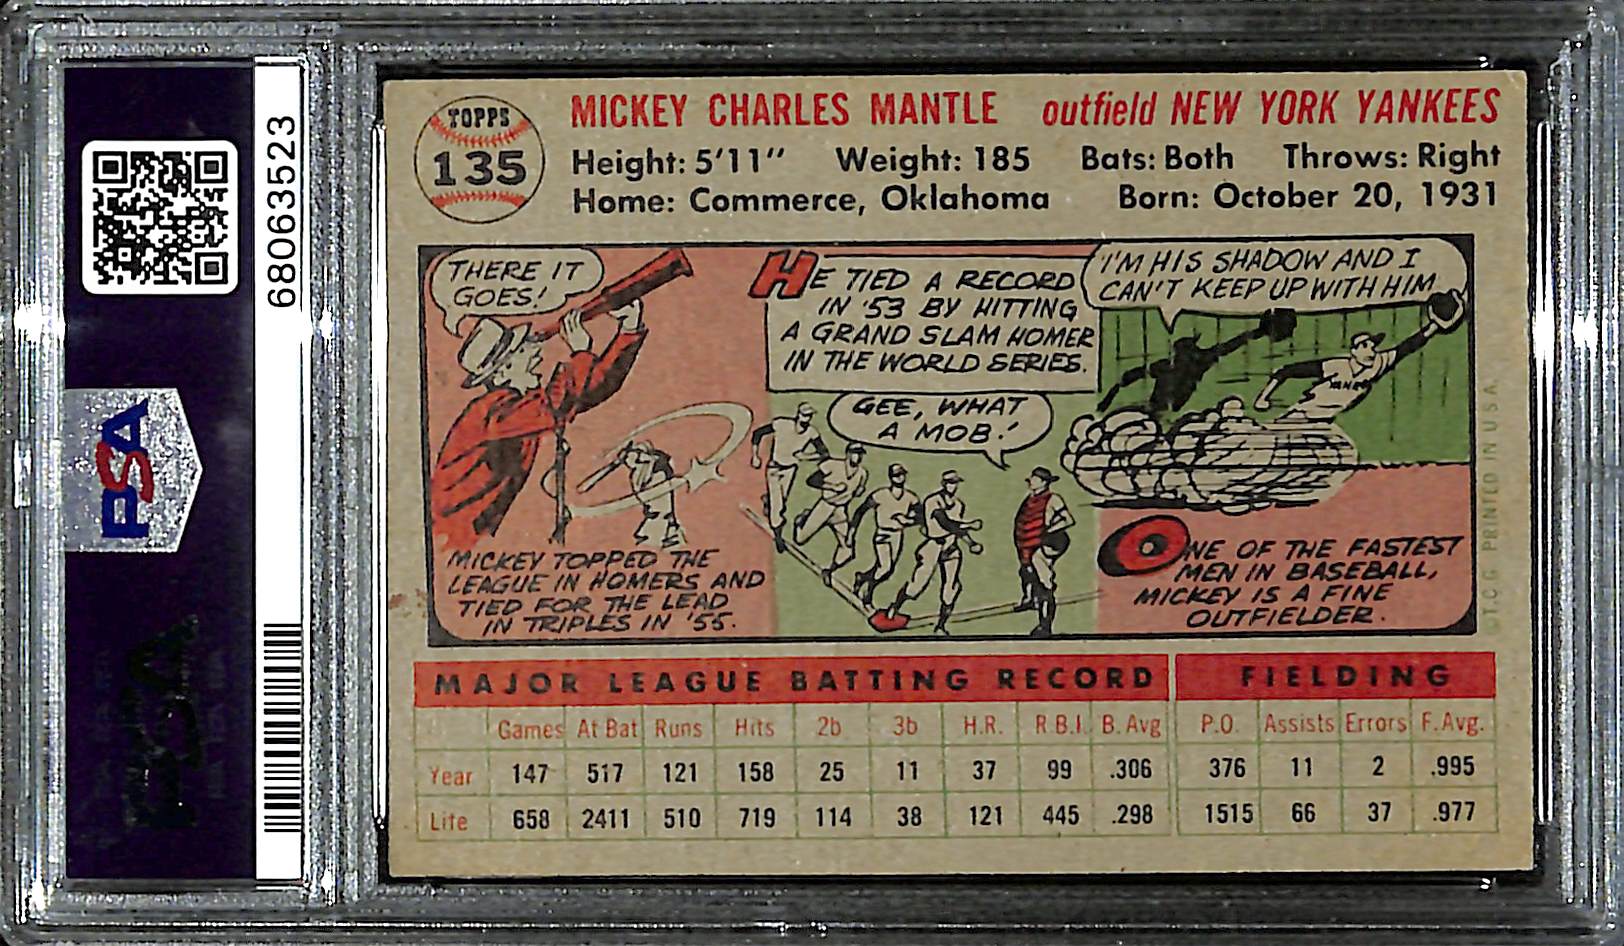 68063523
PSA
TOPPS
135
MICKEY CHARLES MANTLE outfield NEW YORK YANKEES
Height: 5'11" Weight: 185 Bats: Both Throws: Right
Home: Commerce, Oklahoma Born: October 20, 1931
THERE IT
GOES!
MICKEY TOPPED THE
LEAGUE IN HOMERS AND
TIED FOR THE LEAD
IN TRIPLES IN '55.
HE TIED A RECORD
IN '53 BY HITTING
A GRAND SLAM HOMER
IN THE WORLD SERIES.
GEE, WHAT
A MOB!
I'M HIS SHADOW AND I
CAN'T KEEP UP WITH HIM
ONE OF THE FASTEST
MEN IN BASEBALL,
MICKEY IS A FINE
OUTFIELDER.
©T.C.G. PRINTED IN U.S.A.
MAJOR LEAGUE BATTING RECORD FIELDING
Games At Bat Runs Hits 2b 3b H.R. R.B.I. B. Avg P.O. Assists Errors F.Avg.
Year 147 517 121 158 25 11 37 99 .306 376 11 2 .995
Life 658 2411 510 719 114 38 121 445 .298 1515 66 37 .977